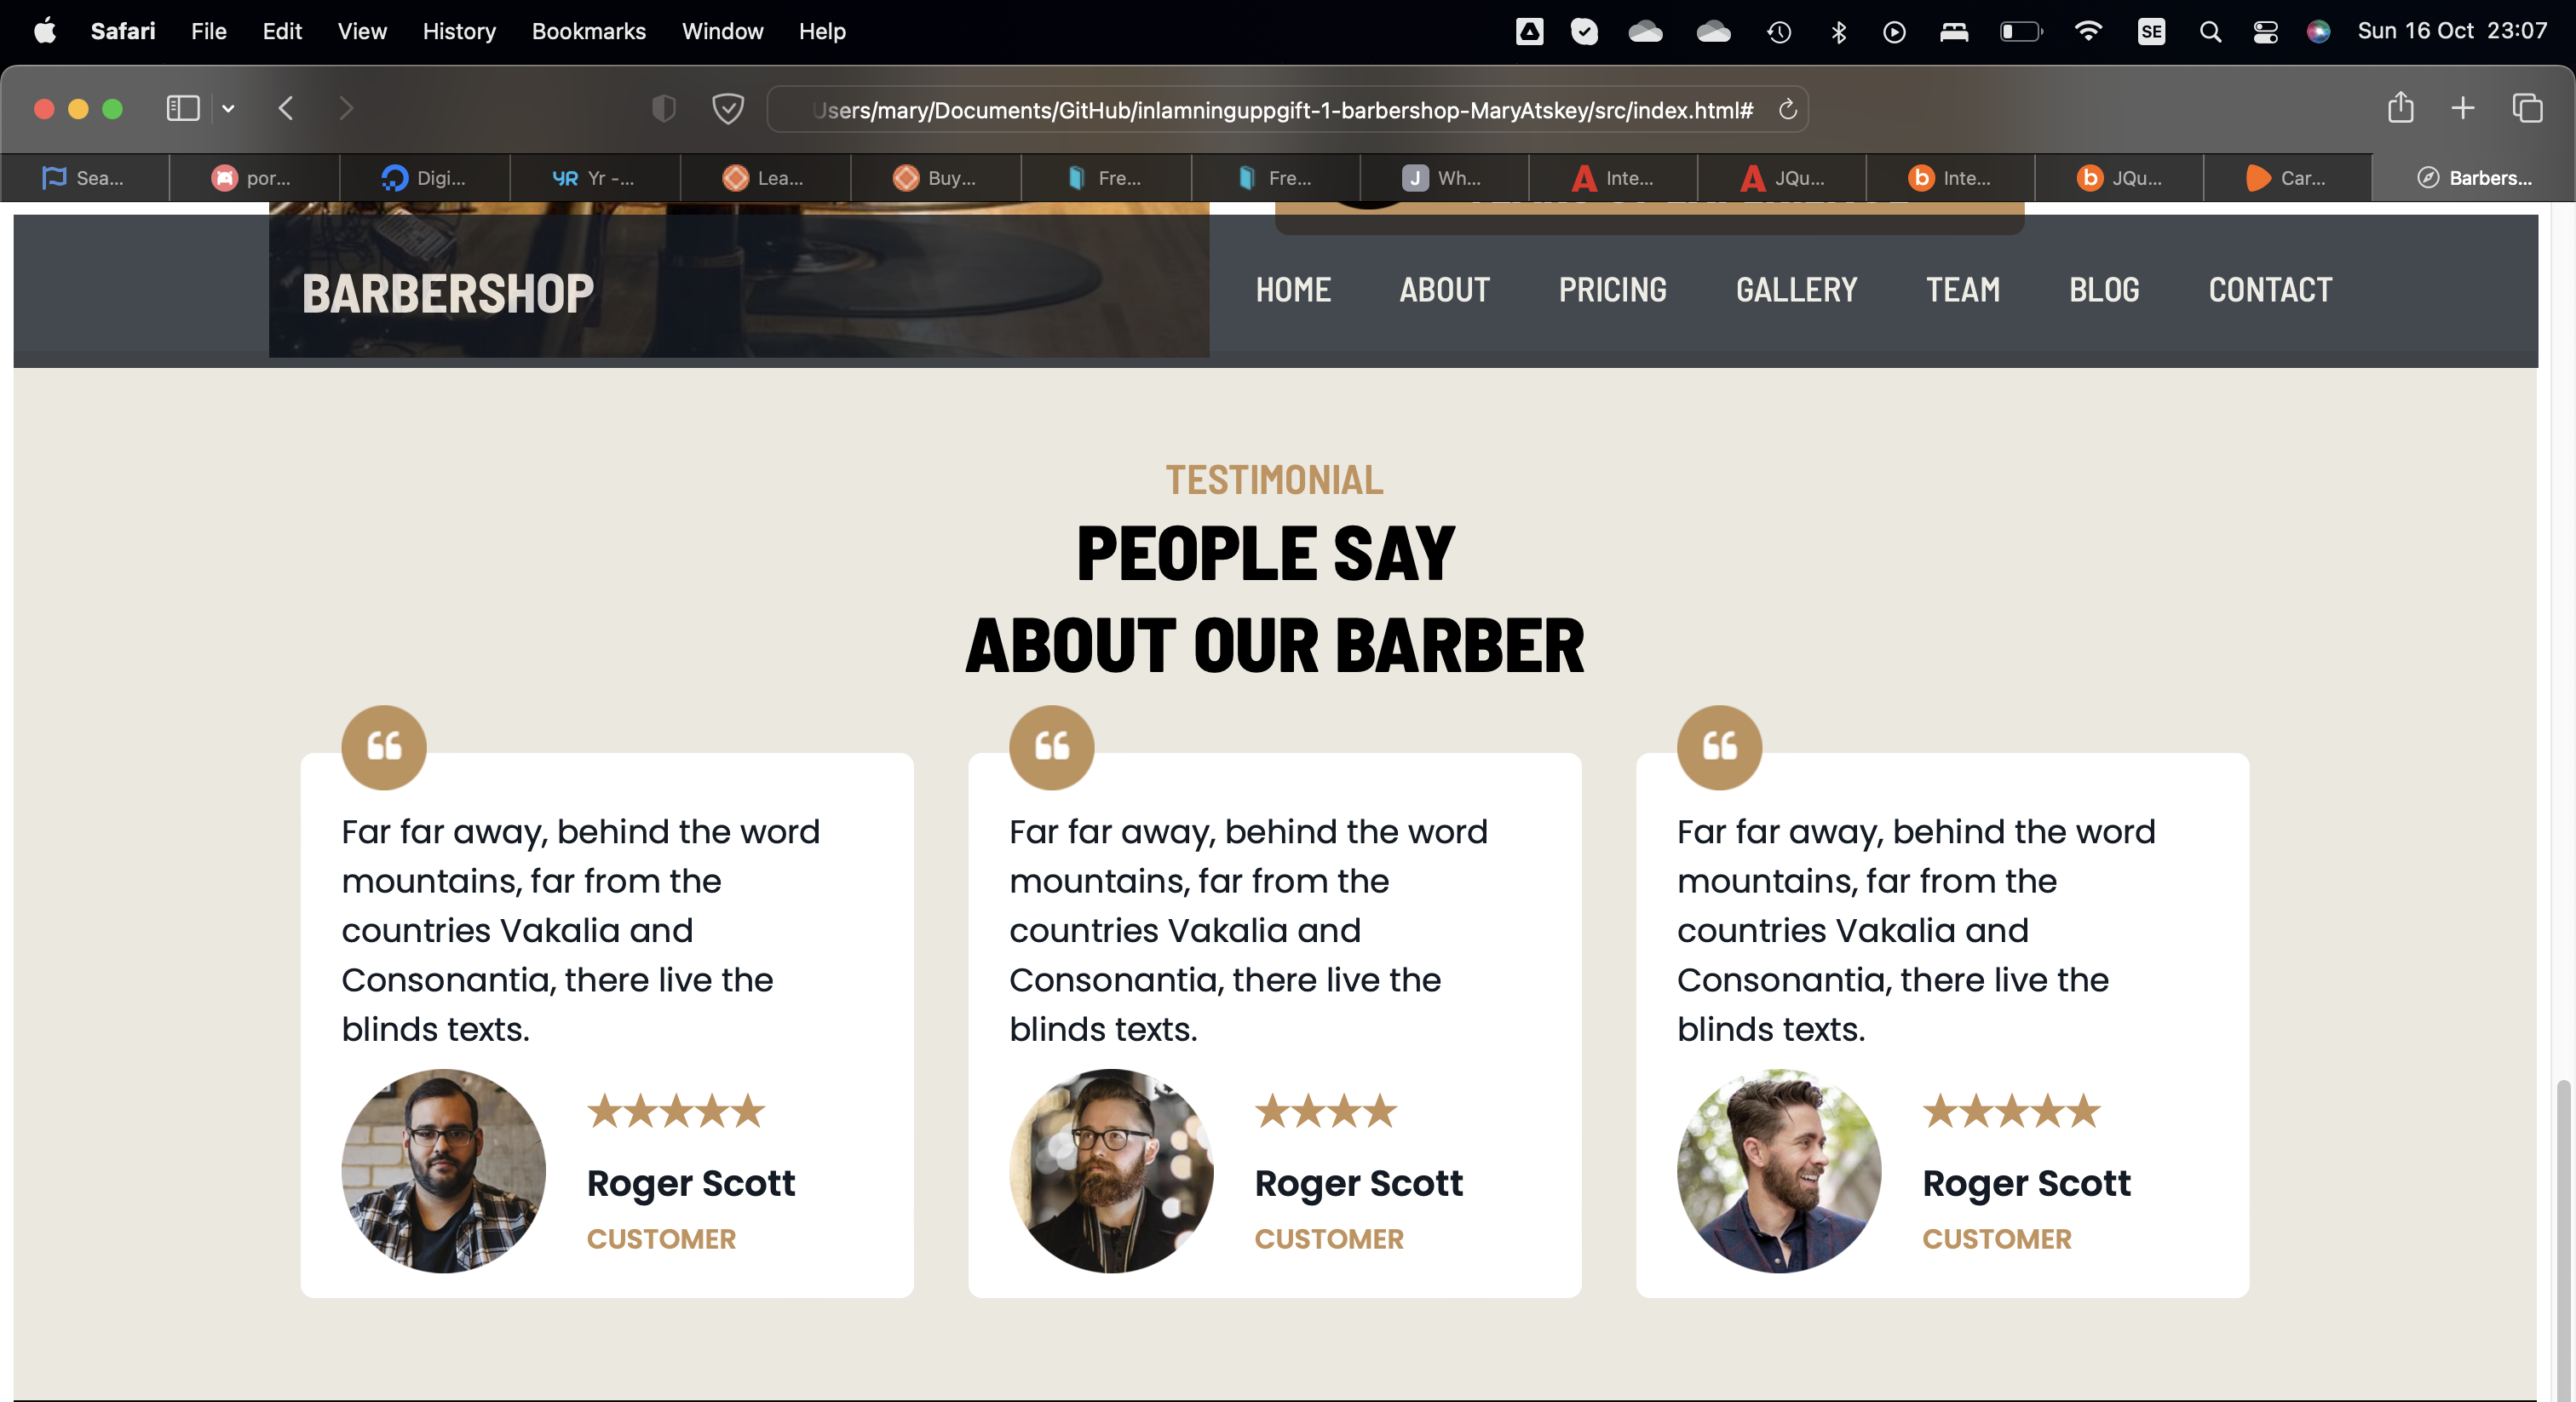 Safari File Edit View History Bookmarks Window Help SE Sun 16 Oct 23:07
Users/mary/Documents/GitHub/inlamninguppgift-1-barbershop-MaryAtskey/src/index.html#
Sea... por... Digi... Yr -... Lea... Buy... Fre... Fre... J Wh... Inte... JQu... b Inte... b JQu... Car... Barbers...
BARBERSHOP HOME ABOUT PRICING GALLERY TEAM BLOG CONTACT
TESTIMONIAL
PEOPLE SAY
ABOUT OUR BARBER
Far far away, behind the word
mountains, far from the
countries Vakalia and
Consonantia, there live the
blinds texts.
Roger Scott
CUSTOMER
Far far away, behind the word
mountains, far from the
countries Vakalia and
Consonantia, there live the
blinds texts.
Roger Scott
CUSTOMER
Far far away, behind the word
mountains, far from the
countries Vakalia and
Consonantia, there live the
blinds texts.
Roger Scott
CUSTOMER